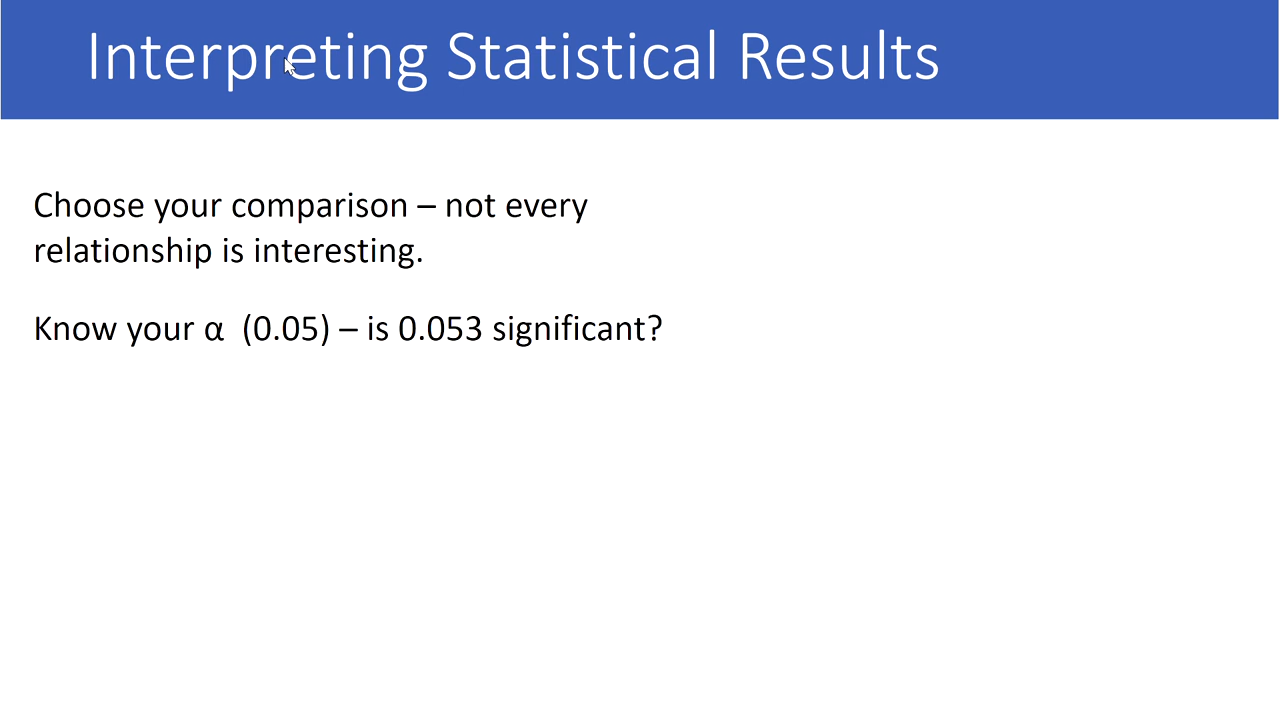 Interpreting Statistical Results
Choose your comparison – not every
relationship is interesting.
Know your α (0.05) – is 0.053 significant?